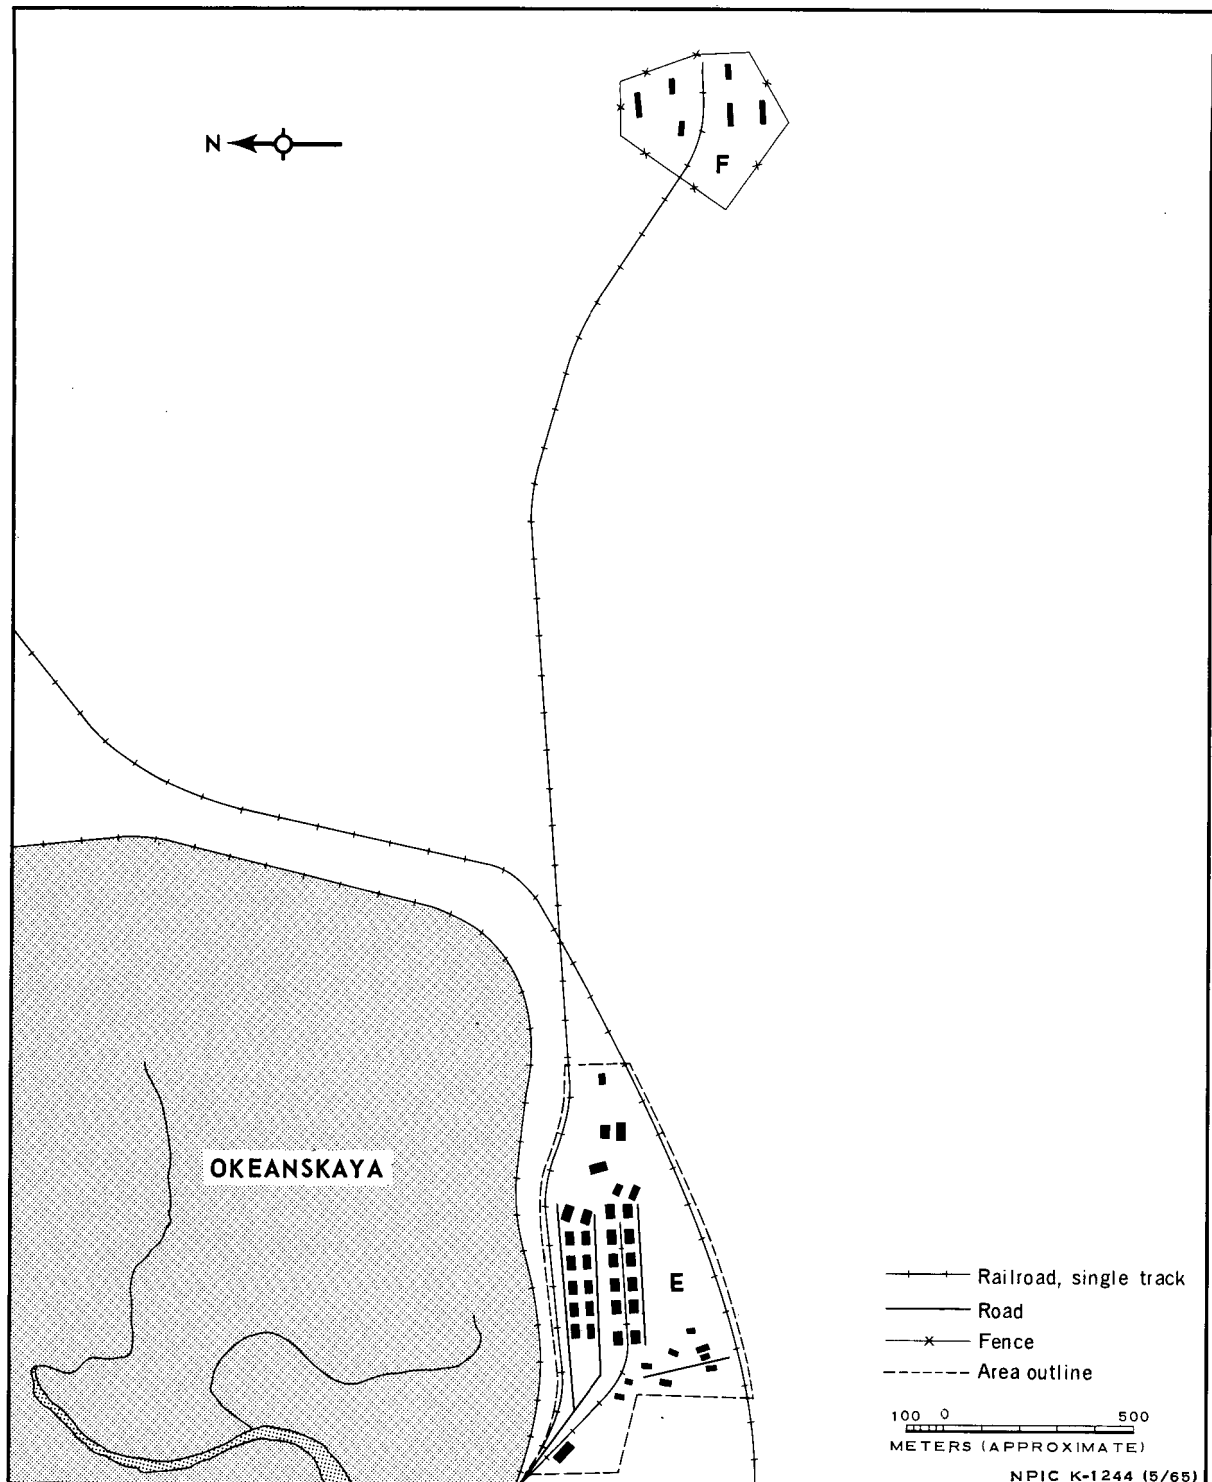 N
F
OKEANSKAYA
E
Railroad, single track
Road
Fence
Area outline
100 0 500
METERS (APPROXIMATE)
NPIC K-1244 (5/65)